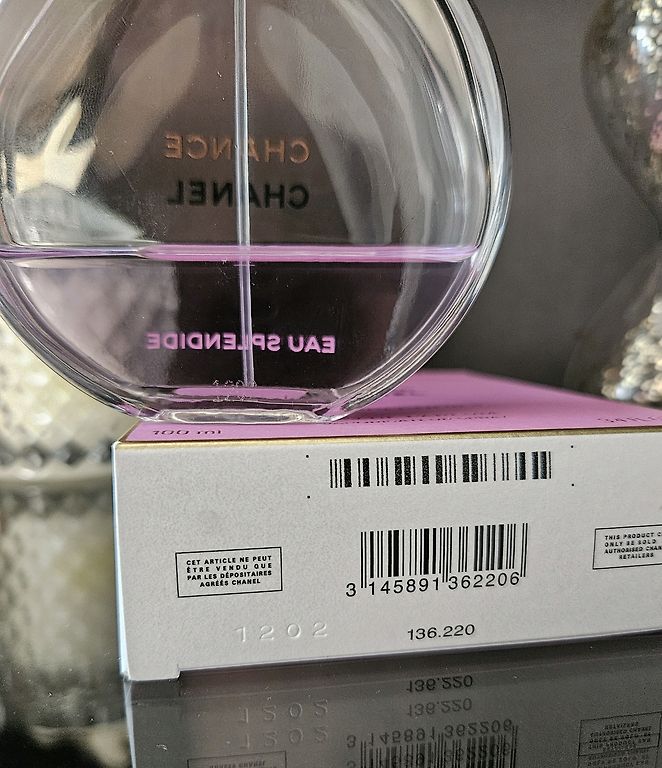 CHANCE
CHANEL
EAU SPLENDIDE
1202
100 ml
CET ARTICLE NE PEUT
ÊTRE VENDU QUE
PAR LES DÉPOSITAIRES
AGRÉÉS CHANEL
3 145891 362206
THIS PRODUCT C
ONLY BE SOLD
AUTHORISED CHAN
RETAILERS
1202
136.220